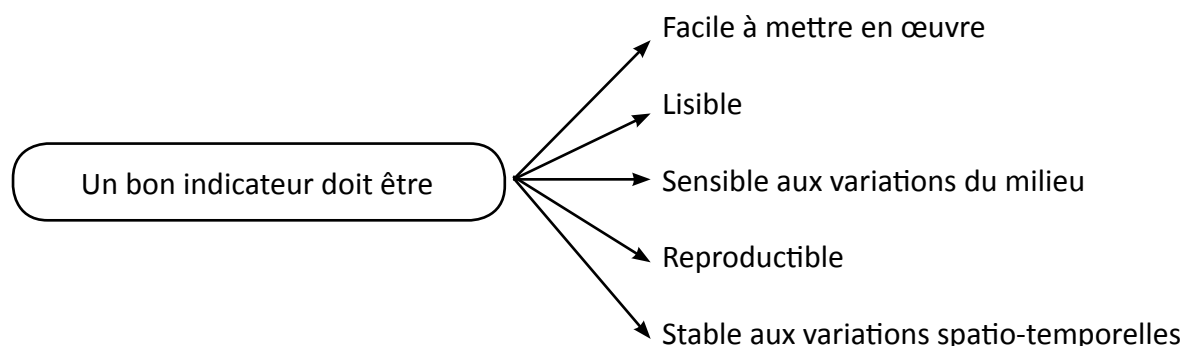 Facile à mettre en œuvre
Lisible
Un bon indicateur doit être
Sensible aux variations du milieu
Reproductible
Stable aux variations spatio-temporelles